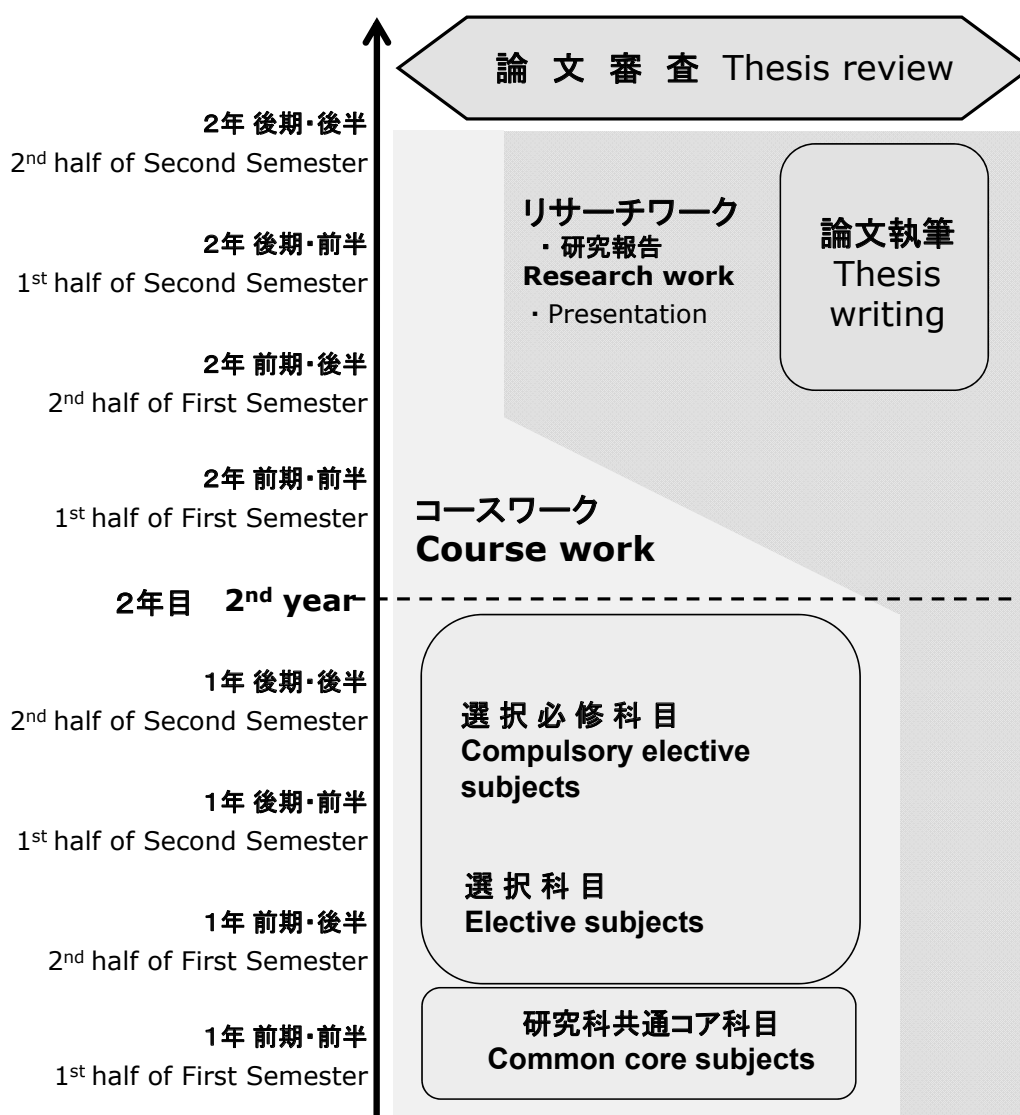 論 文 審 査 Thesis review
2年 後期・後半
2nd half of Second Semester
リサーチワーク
・研究報告
Research work
・Presentation
論文執筆
Thesis
writing
2年 後期・前半
1st half of Second Semester
2年 前期・後半
2nd half of First Semester
2年 前期・前半
1st half of First Semester
コースワーク
Course work
2年目 2nd year
1年 後期・後半
2nd half of Second Semester
選 択 必 修 科 目
Compulsory elective
subjects
1年 後期・前半
1st half of Second Semester
選 択 科 目
Elective subjects
1年 前期・後半
2nd half of First Semester
研究科共通コア科目
Common core subjects
1年 前期・前半
1st half of First Semester